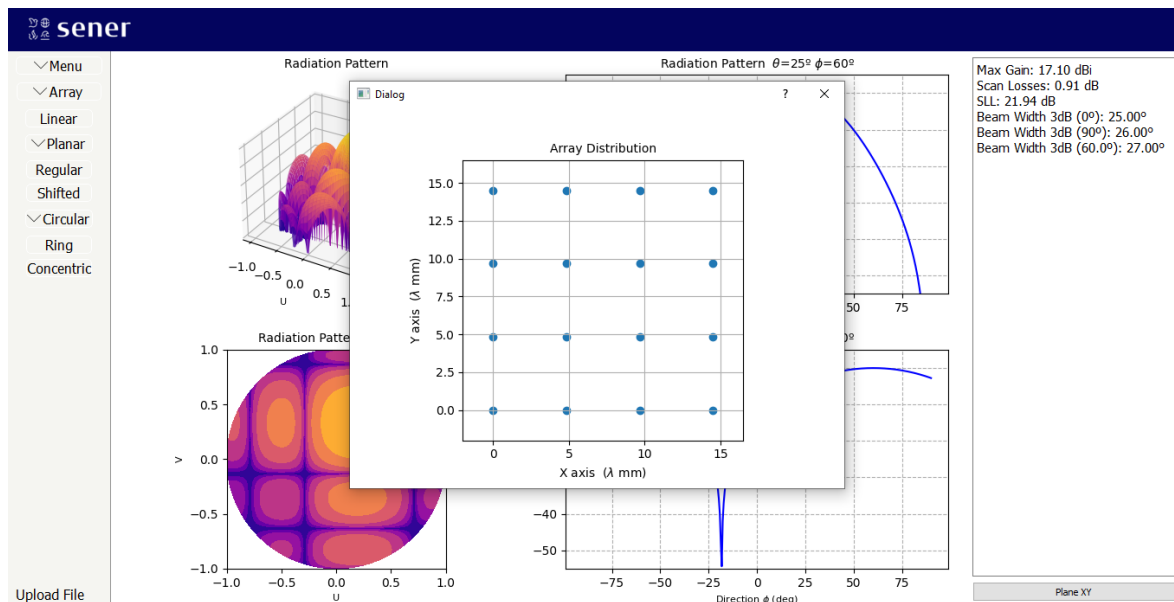 sener
Menu
Array
Linear
Planar
Regular
Shifted
Circular
Ring
Concentric
Upload File
Radiation Pattern
−1.0
−0.5
0.0
0.5
U
Radiation Pattern θ=25º ϕ=60º
75
1.0
0.5
0.0
−0.5
−1.0
V
−1.0
−0.5
0.0
0.5
1.0
U
−40
−50
−75
−50
−25
0
25
50
75
Direction ϕ (deg)
Dialog
?
Array Distribution
15.0
12.5
10.0
7.5
5.0
2.5
0.0
Y axis (λ mm)
0
5
10
15
X axis (λ mm)
Max Gain: 17.10 dBi
Scan Losses: 0.91 dB
SLL: 21.94 dB
Beam Width 3dB (0º): 25.00º
Beam Width 3dB (90º): 26.00º
Beam Width 3dB (60.0º): 27.00º
Plane XY